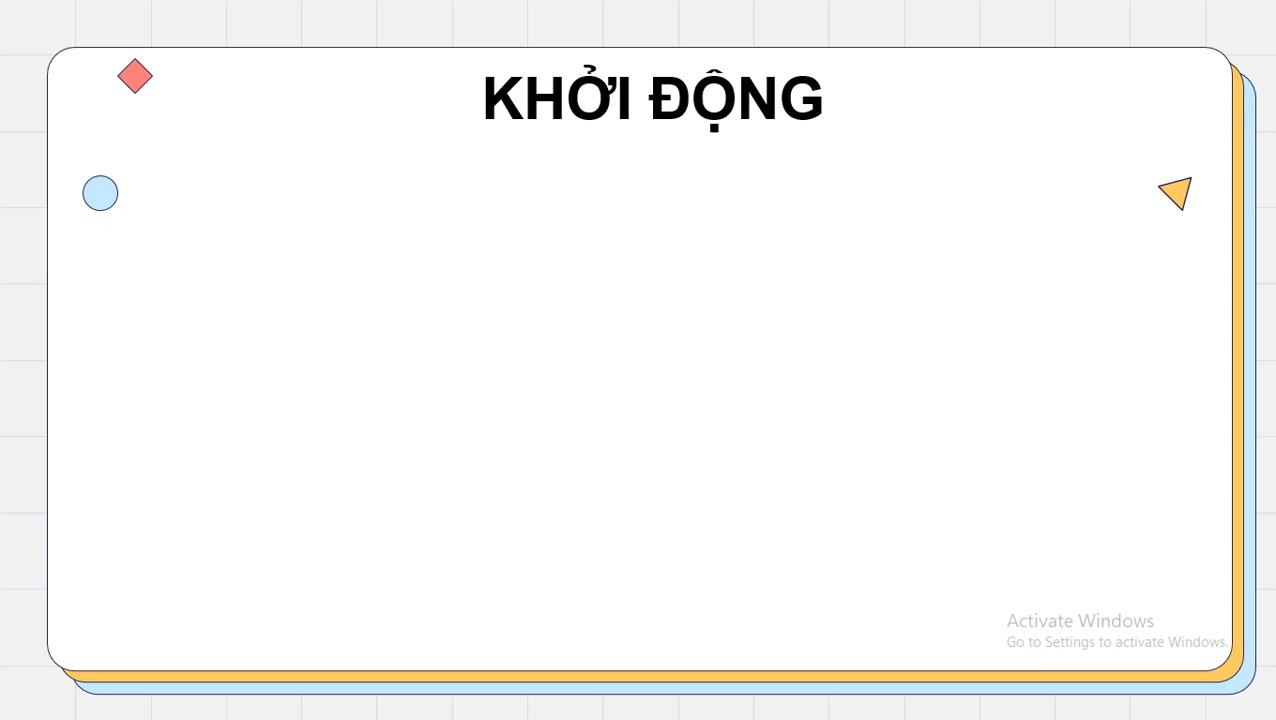 KHỞI ĐỘNG
Activate Windows
Go to Settings to activate Windows.